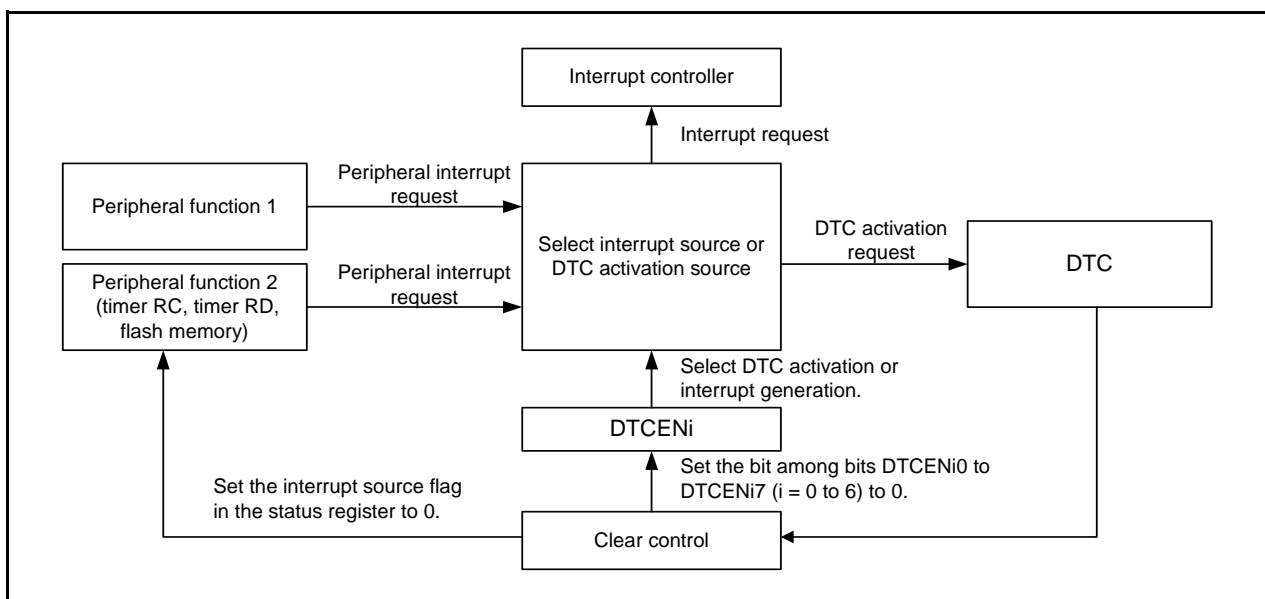 Interrupt controller
Interrupt request
Peripheral function 1
Peripheral interrupt
request
Peripheral function 2
(timer RC, timer RD,
flash memory)
Peripheral interrupt
request
Select interrupt source or
DTC activation source
DTC activation
request
DTC
Select DTC activation or
interrupt generation.
DTCENi
Set the bit among bits DTCENi0 to
DTCENi7 (i = 0 to 6) to 0.
Set the interrupt source flag
in the status register to 0.
Clear control